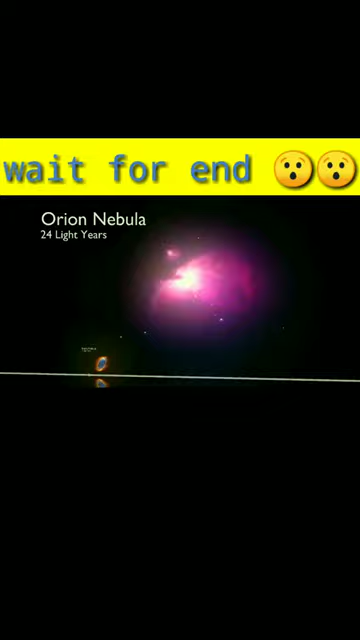 wait for end 😯😯
Orion Nebula
24 Light Years